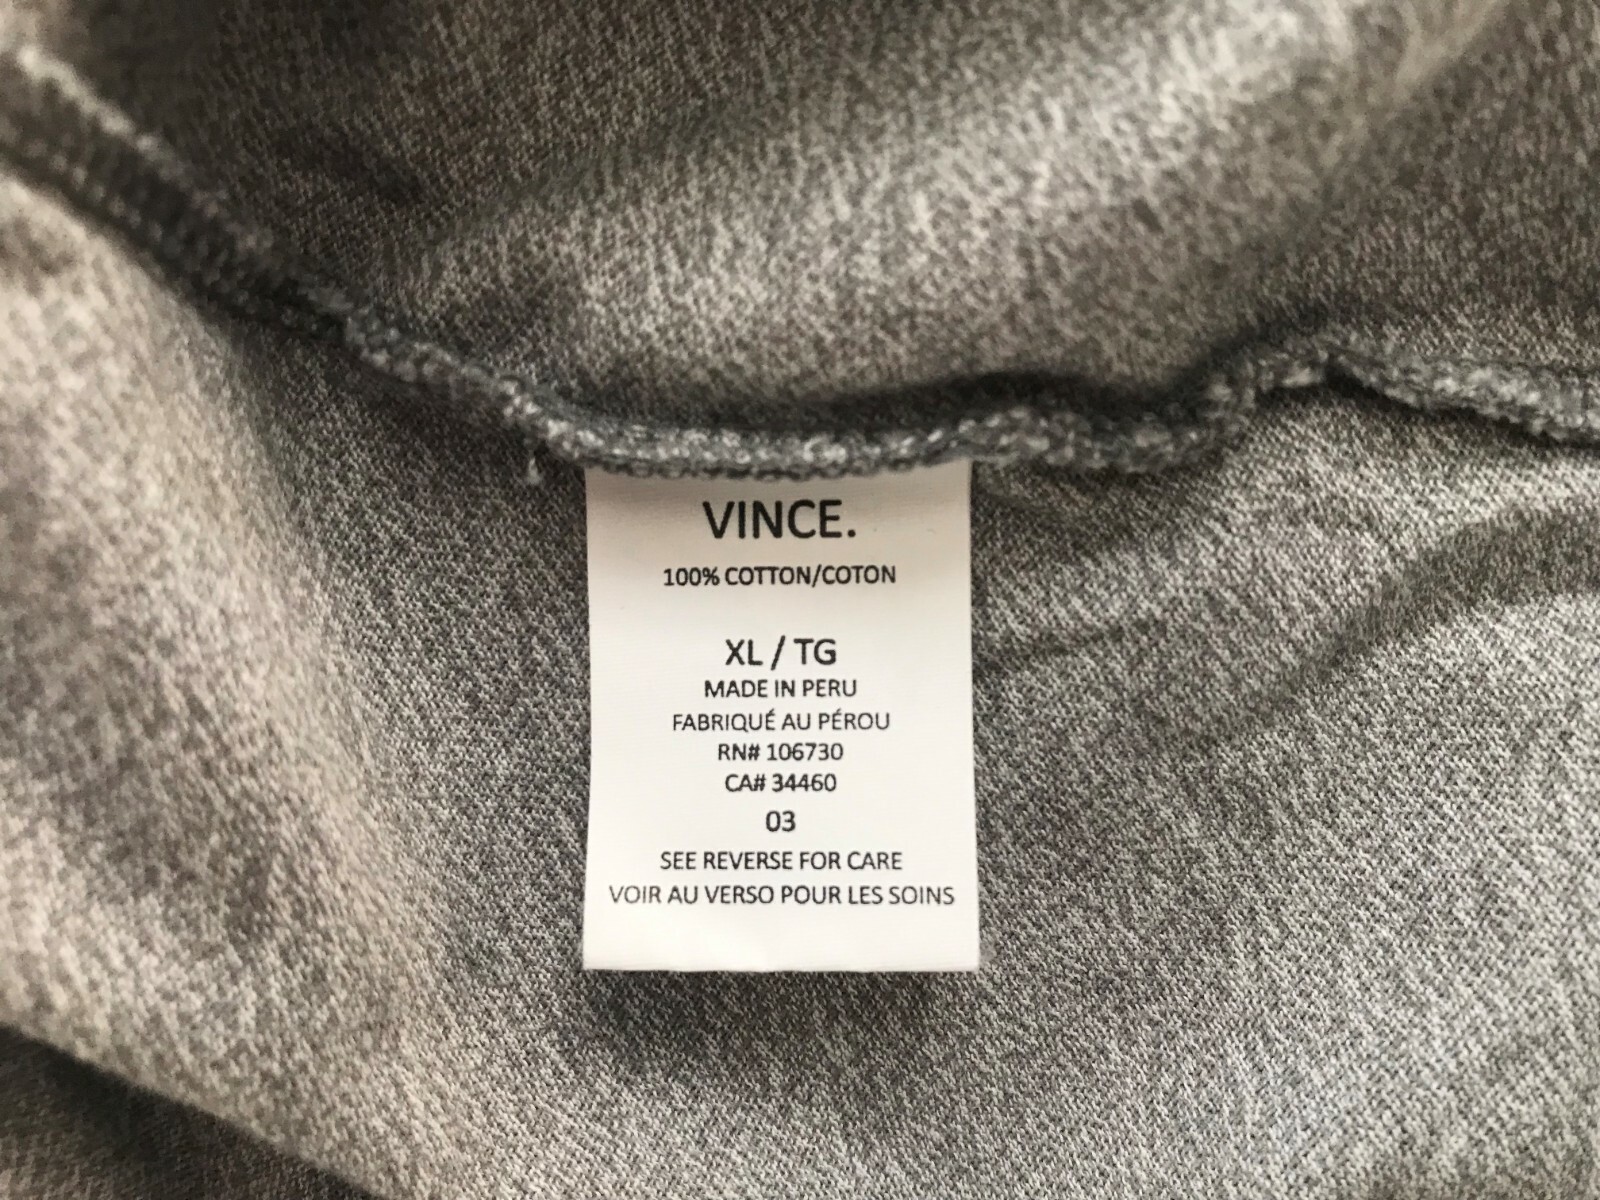 VINCE.
100% COTTON/COTON
XL / TG
MADE IN PERU
FABRIQUÉ AU PÉROU
RN# 106730
CA# 34460
03
SEE REVERSE FOR CARE
VOIR AU VERSO POUR LES SOINS